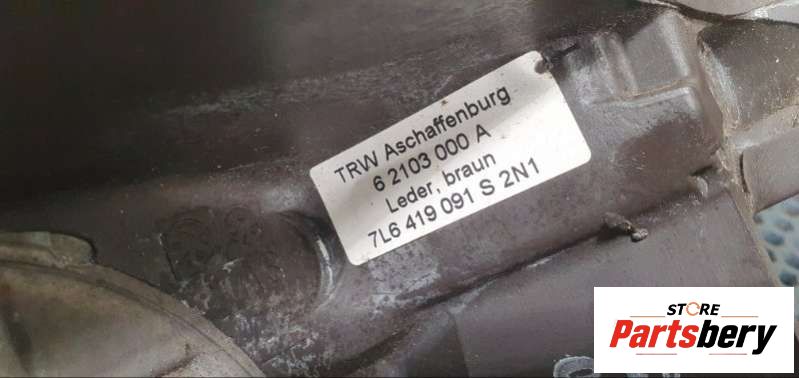 TRW Aschaffenburg
6 2103 000 A
Leder, braun
7L6 419 091 S 2N1
STORE
Partsbery